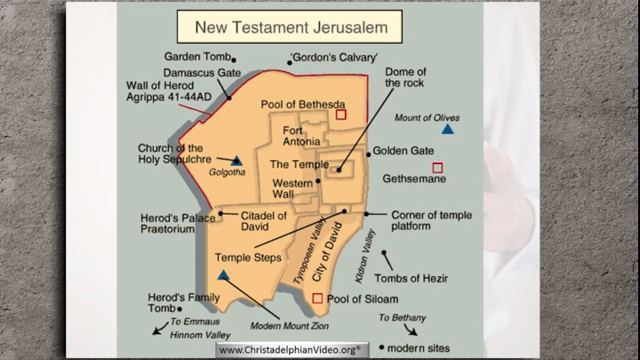 New Testament Jerusalem
Garden Tomb
'Gordon's Calvary'
Damascus Gate
Dome of
the rock
Wall of Herod
Agrippa 41-44AD
Pool of Bethesda
Mount of Olives
Fort
Antonia
Church of the
Holy Sepulchre
Golgotha
The Temple
Golden Gate
Gethsemane
Western
Wall
Herod's Palace
Praetorium
Citadel of
David
Corner of temple
platform
Temple Steps
Tyropoean Valley
City of David
Kidron Valley
Tombs of Hezir
Herod's Family
Tomb
Pool of Siloam
To Emmaus
Hinnom Valley
Modern Mount Zion
To Bethany
www.ChristadelphianVideo.org®
modern sites